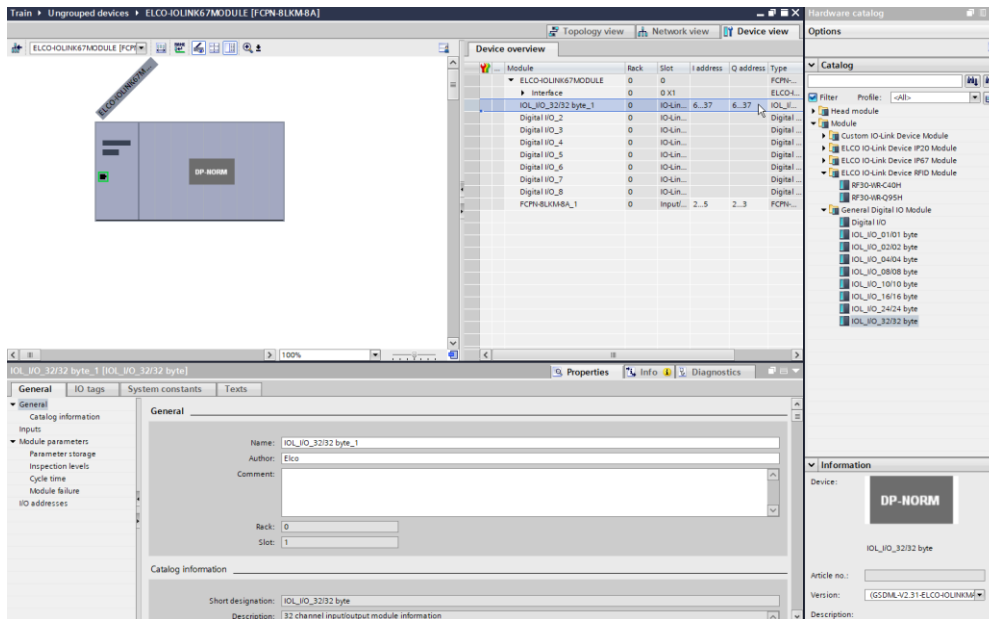 Train ▸ Ungrouped devices ▸ ELCO-IOLINK67MODULE [FCPN-8LKM-8A]
Topology view Network view Device view
ELCO-IOLINK67MODULE [FCPN
ELCO-IOLINK67M...
DP-NORM
100%
Device overview
... Module Rack Slot I address Q address Type
ELCO-IOLINK67MODULE 0 0 FCPN-...
Interface 0 0 X1 ELCO-I...
IOL_I/O_32/32 byte_1 0 IO-Lin... 6...37 6...37 IOL_I/...
Digital I/O_2 0 IO-Lin... Digital ...
Digital I/O_3 0 IO-Lin... Digital ...
Digital I/O_4 0 IO-Lin... Digital ...
Digital I/O_5 0 IO-Lin... Digital ...
Digital I/O_6 0 IO-Lin... Digital ...
Digital I/O_7 0 IO-Lin... Digital ...
Digital I/O_8 0 IO-Lin... Digital ...
FCPN-8LKM-8A_1 0 Input/... 2...5 2...3 FCPN-...
IOL_I/O_32/32 byte_1 [IOL_I/O_32/32 byte]
Properties Info Diagnostics
General IO tags System constants Texts
General
Catalog information
Inputs
Module parameters
Parameter storage
Inspection levels
Cycle time
Module failure
I/O addresses
General
Name: IOL_I/O_32/32 byte_1
Author: Elco
Comment:
Rack: 0
Slot: 1
Catalog information
Short designation: IOL_I/O_32/32 byte
Description: 32 channel input/output module information
Hardware catalog
Options
Catalog
Filter Profile: <All>
Head module
Module
Custom IO-Link Device Module
ELCO IO-Link Device IP20 Module
ELCO IO-Link Device IP67 Module
ELCO IO-Link Device RFID Module
RF30-WR-C40H
RF30-WR-Q95H
General Digital IO Module
Digital I/O
IOL_I/O_01/01 byte
IOL_I/O_02/02 byte
IOL_I/O_04/04 byte
IOL_I/O_08/08 byte
IOL_I/O_10/10 byte
IOL_I/O_16/16 byte
IOL_I/O_24/24 byte
IOL_I/O_32/32 byte
Information
Device:
DP-NORM
IOL_I/O_32/32 byte
Article no.:
Version: (GSDML-V2.31-ELCO-IOLINKM
Description: